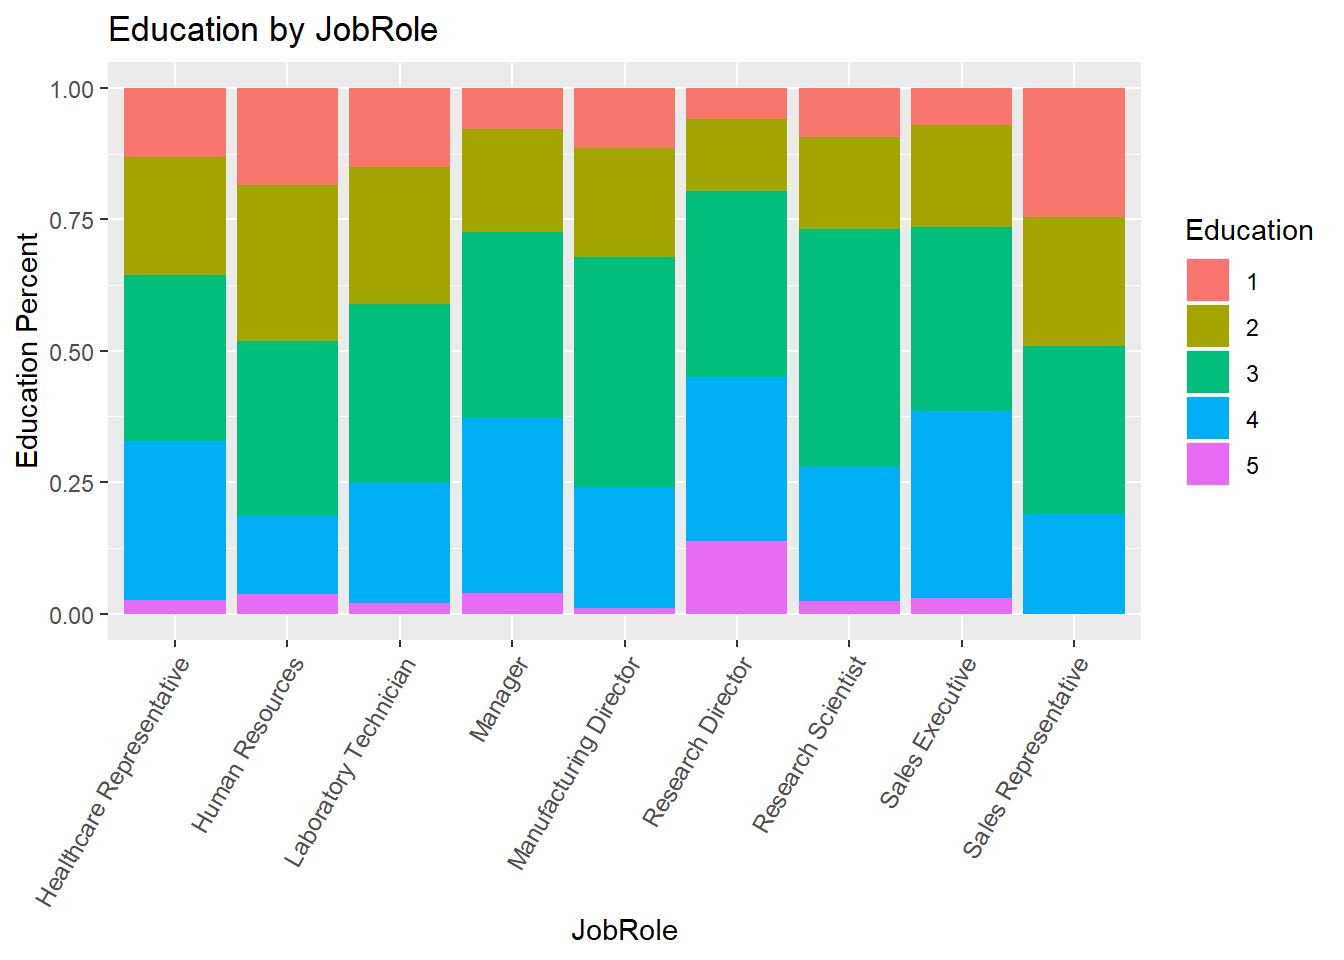 Education by JobRole
Education Percent
1.00
0.75
0.50
0.25
0.00
Healthcare Representative
Human Resources
Laboratory Technician
Manager
Manufacturing Director
Research Director
Research Scientist
Sales Executive
Sales Representative
JobRole
Education
1
2
3
4
5